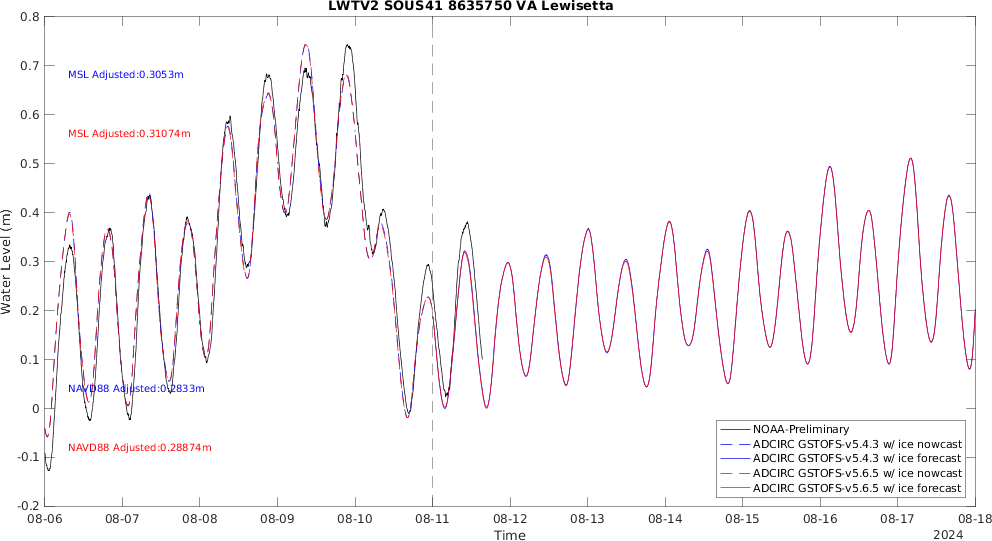 LWTV2 SOUS41 8635750 VA Lewisetta
0.8
0.7
0.6
0.5
0.4
0.3
0.2
0.1
0
-0.1
-0.2
Water Level (m)
MSL Adjusted:0.3053m
MSL Adjusted:0.31074m
NAVD88 Adjusted:0.2833m
NAVD88 Adjusted:0.28874m
NOAA-Preliminary
ADCIRC GSTOFS-v5.4.3 w/ ice nowcast
ADCIRC GSTOFS-v5.4.3 w/ ice forecast
ADCIRC GSTOFS-v5.6.5 w/ ice nowcast
ADCIRC GSTOFS-v5.6.5 w/ ice forecast
08-06 08-07 08-08 08-09 08-10 08-11 08-12 08-13 08-14 08-15 08-16 08-17 08-18
Time
2024